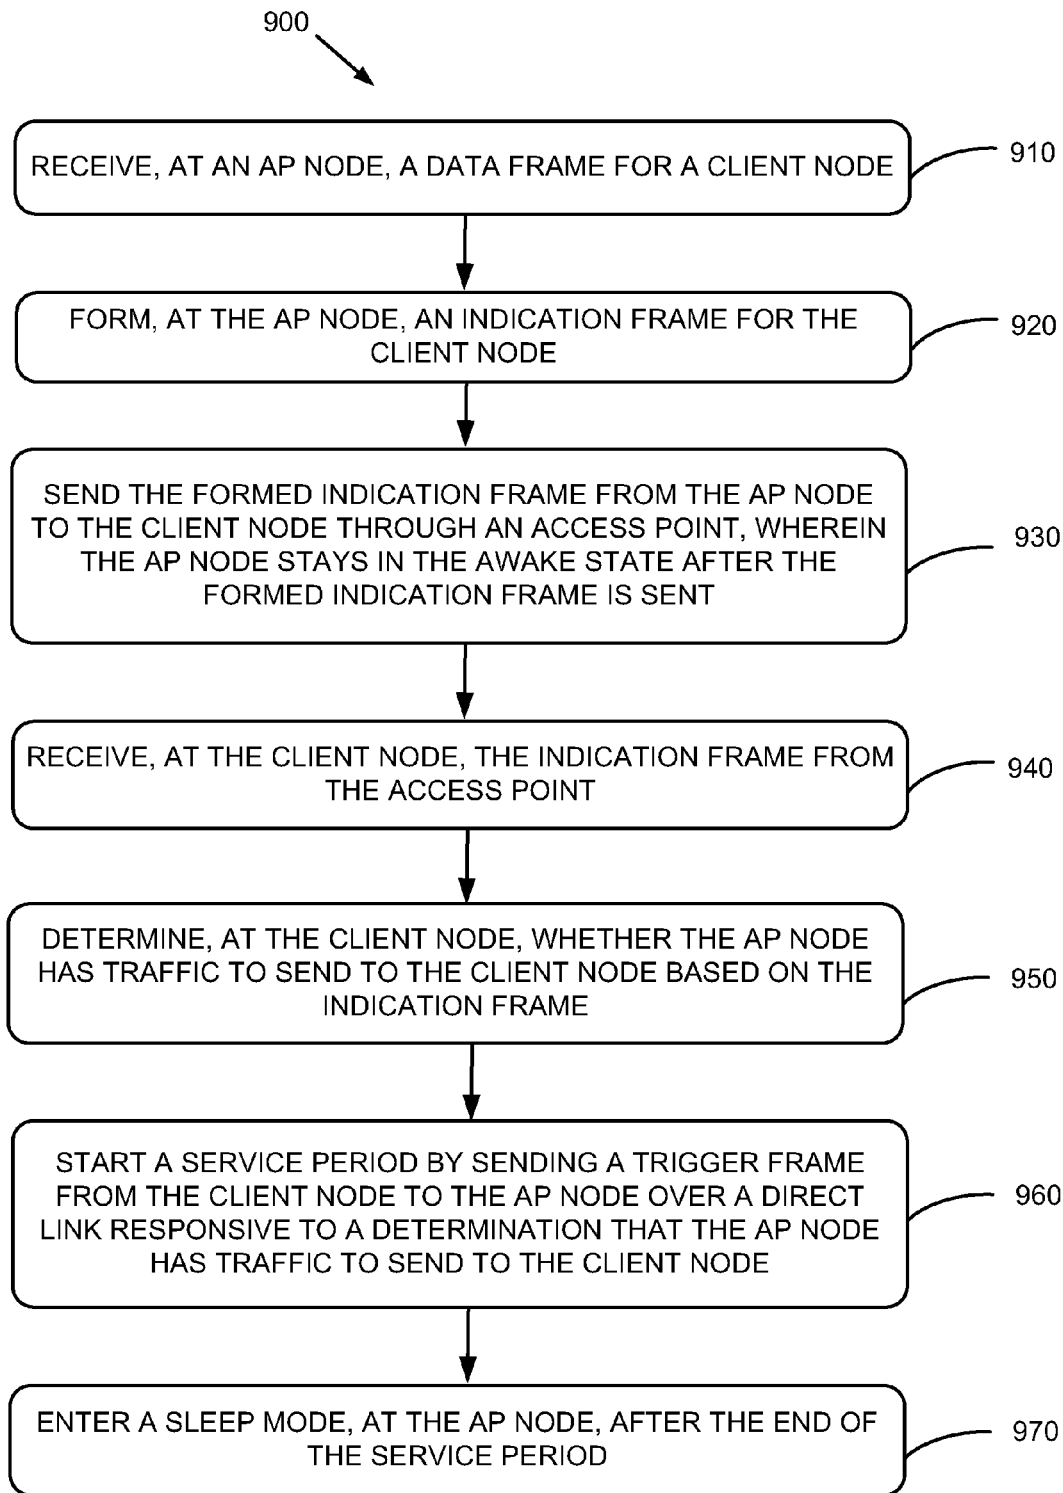 900
RECEIVE, AT AN AP NODE, A DATA FRAME FOR A CLIENT NODE
910
FORM, AT THE AP NODE, AN INDICATION FRAME FOR THE
CLIENT NODE
920
SEND THE FORMED INDICATION FRAME FROM THE AP NODE
TO THE CLIENT NODE THROUGH AN ACCESS POINT, WHEREIN
THE AP NODE STAYS IN THE AWAKE STATE AFTER THE
FORMED INDICATION FRAME IS SENT
930
RECEIVE, AT THE CLIENT NODE, THE INDICATION FRAME FROM
THE ACCESS POINT
940
DETERMINE, AT THE CLIENT NODE, WHETHER THE AP NODE
HAS TRAFFIC TO SEND TO THE CLIENT NODE BASED ON THE
INDICATION FRAME
950
START A SERVICE PERIOD BY SENDING A TRIGGER FRAME
FROM THE CLIENT NODE TO THE AP NODE OVER A DIRECT
LINK RESPONSIVE TO A DETERMINATION THAT THE AP NODE
HAS TRAFFIC TO SEND TO THE CLIENT NODE
960
ENTER A SLEEP MODE, AT THE AP NODE, AFTER THE END OF
THE SERVICE PERIOD
970